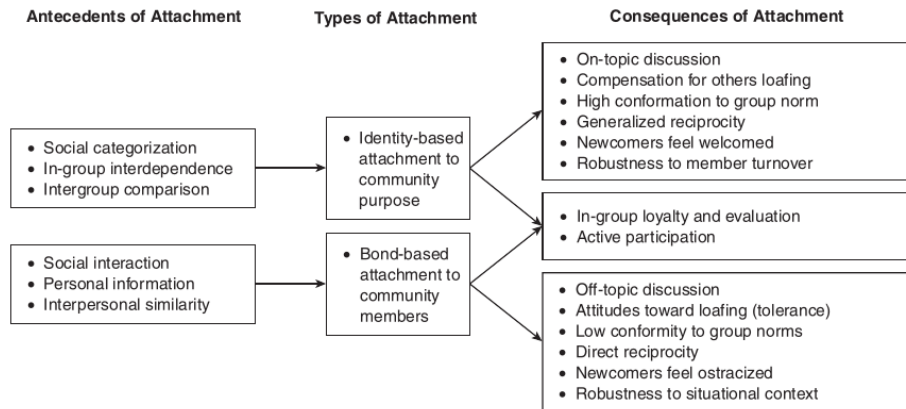 Antecedents of Attachment
Types of Attachment
Consequences of Attachment
• Social categorization
• In-group interdependence
• Intergroup comparison
• Social interaction
• Personal information
• Interpersonal similarity
• Identity-based
attachment to
community
purpose
• Bond-based
attachment to
community
members
• On-topic discussion
• Compensation for others loafing
• High conformation to group norm
• Generalized reciprocity
• Newcomers feel welcomed
• Robustness to member turnover
• In-group loyalty and evaluation
• Active participation
• Off-topic discussion
• Attitudes toward loafing (tolerance)
• Low conformity to group norms
• Direct reciprocity
• Newcomers feel ostracized
• Robustness to situational context